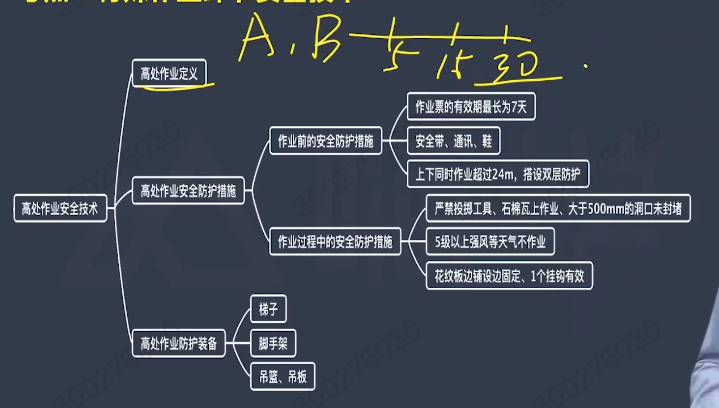 A、B 5 15 30
高处作业定义
作业票的有效期最长为7天
作业前的安全防护措施
安全带、通讯、鞋
上下同时作业超过24m，搭设双层防护
高处作业安全防护措施
高处作业安全技术
严禁投掷工具、石棉瓦上作业、大于500mm的洞口未封堵
作业过程中的安全防护措施
5级以上强风等天气不作业
花纹板边铺设边固定、1个挂钩有效
梯子
高处作业防护装备
脚手架
吊篮、吊板
300275030